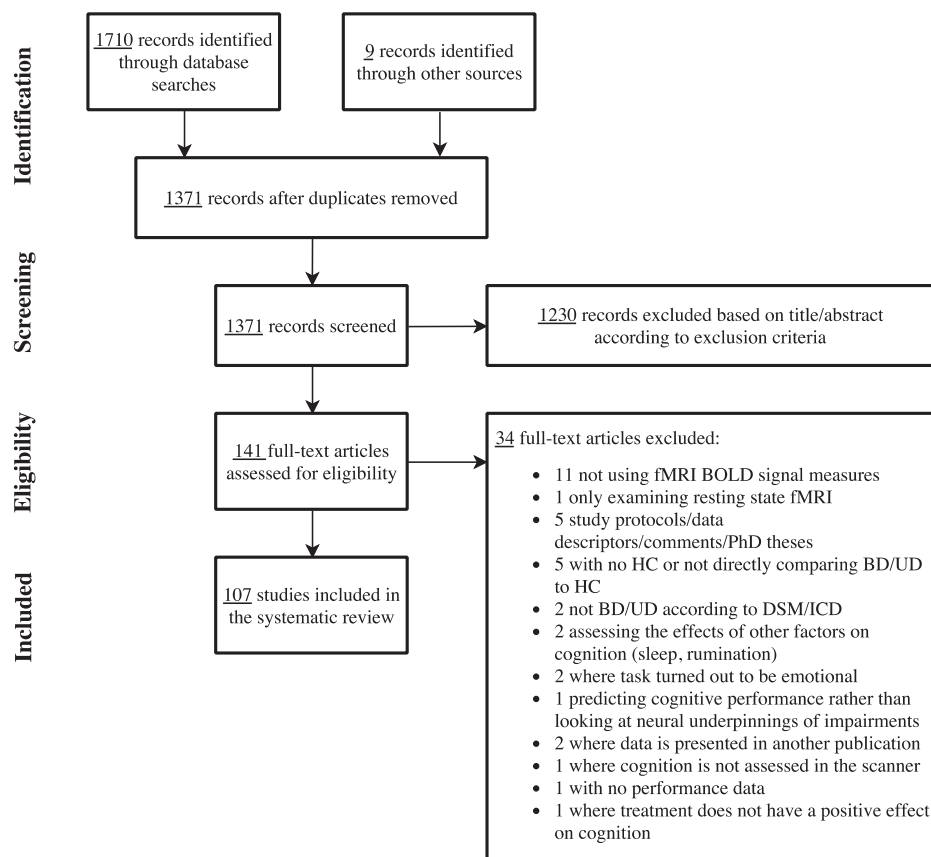 Identification
1710 records identified
through database
searches
9 records identified
through other sources
1371 records after duplicates removed
Screening
1371 records screened
1230 records excluded based on title/abstract
according to exclusion criteria
Eligibility
141 full-text articles
assessed for eligibility
34 full-text articles excluded:
• 11 not using fMRI BOLD signal measures
• 1 only examining resting state fMRI
• 5 study protocols/data
descriptors/comments/PhD theses
• 5 with no HC or not directly comparing BD/UD
to HC
• 2 not BD/UD according to DSM/ICD
• 2 assessing the effects of other factors on
cognition (sleep, rumination)
• 2 where task turned out to be emotional
• 1 predicting cognitive performance rather than
looking at neural underpinnings of impairments
• 2 where data is presented in another publication
• 1 where cognition is not assessed in the scanner
• 1 with no performance data
• 1 where treatment does not have a positive effect
on cognition
Included
107 studies included in
the systematic review